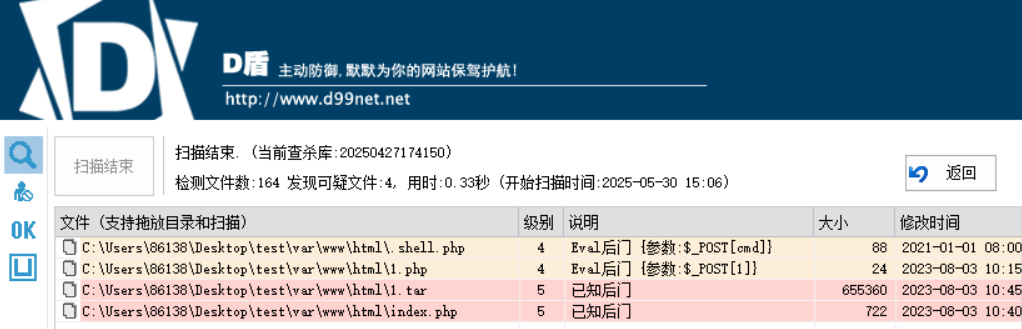 D
D盾 主动防御,默默为你的网站保驾护航!
http://www.d99net.net
扫描结束
扫描结束. (当前查杀库:20250427174150)
检测文件数:164 发现可疑文件:4, 用时:0.33秒 (开始扫描时间:2025-05-30 15:06)
返回
OK
文件 (支持拖放目录和扫描) 级别 说明 大小 修改时间
C:\Users\86138\Desktop\test\var\www\html\.shell.php 4 Eval后门 {参数:$_POST[cmd]} 88 2021-01-01 08:00
C:\Users\86138\Desktop\test\var\www\html\1.php 4 Eval后门 {参数:$_POST[1]} 24 2023-08-03 10:15
C:\Users\86138\Desktop\test\var\www\html\1.tar 5 已知后门 655360 2023-08-03 10:45
C:\Users\86138\Desktop\test\var\www\html\index.php 5 已知后门 722 2023-08-03 10:40